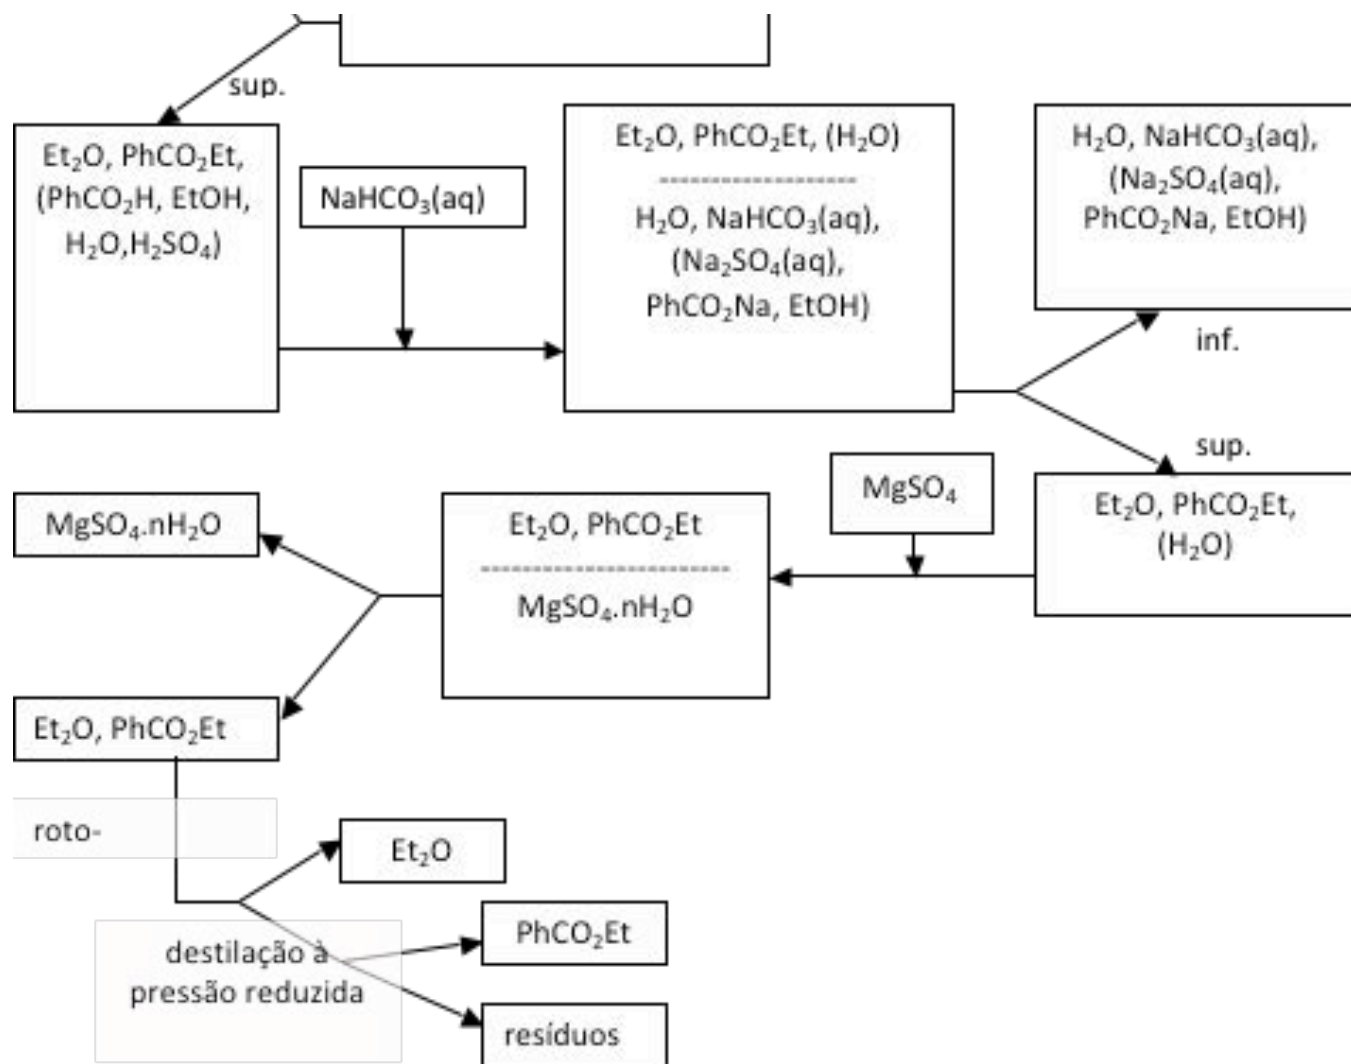 sup.
Et₂O, PhCO₂Et,
(PhCO₂H, EtOH,
H₂O,H₂SO₄)
NaHCO₃(aq)
Et₂O, PhCO₂Et, (H₂O)
-------------------
H₂O, NaHCO₃(aq),
(Na₂SO₄(aq),
PhCO₂Na, EtOH)
H₂O, NaHCO₃(aq),
(Na₂SO₄(aq),
PhCO₂Na, EtOH)
inf.
sup.
Et₂O, PhCO₂Et,
(H₂O)
MgSO₄
Et₂O, PhCO₂Et
------------------------
MgSO₄.nH₂O
MgSO₄.nH₂O
Et₂O, PhCO₂Et
roto-
Et₂O
destilação à
pressão reduzida
PhCO₂Et
resíduos